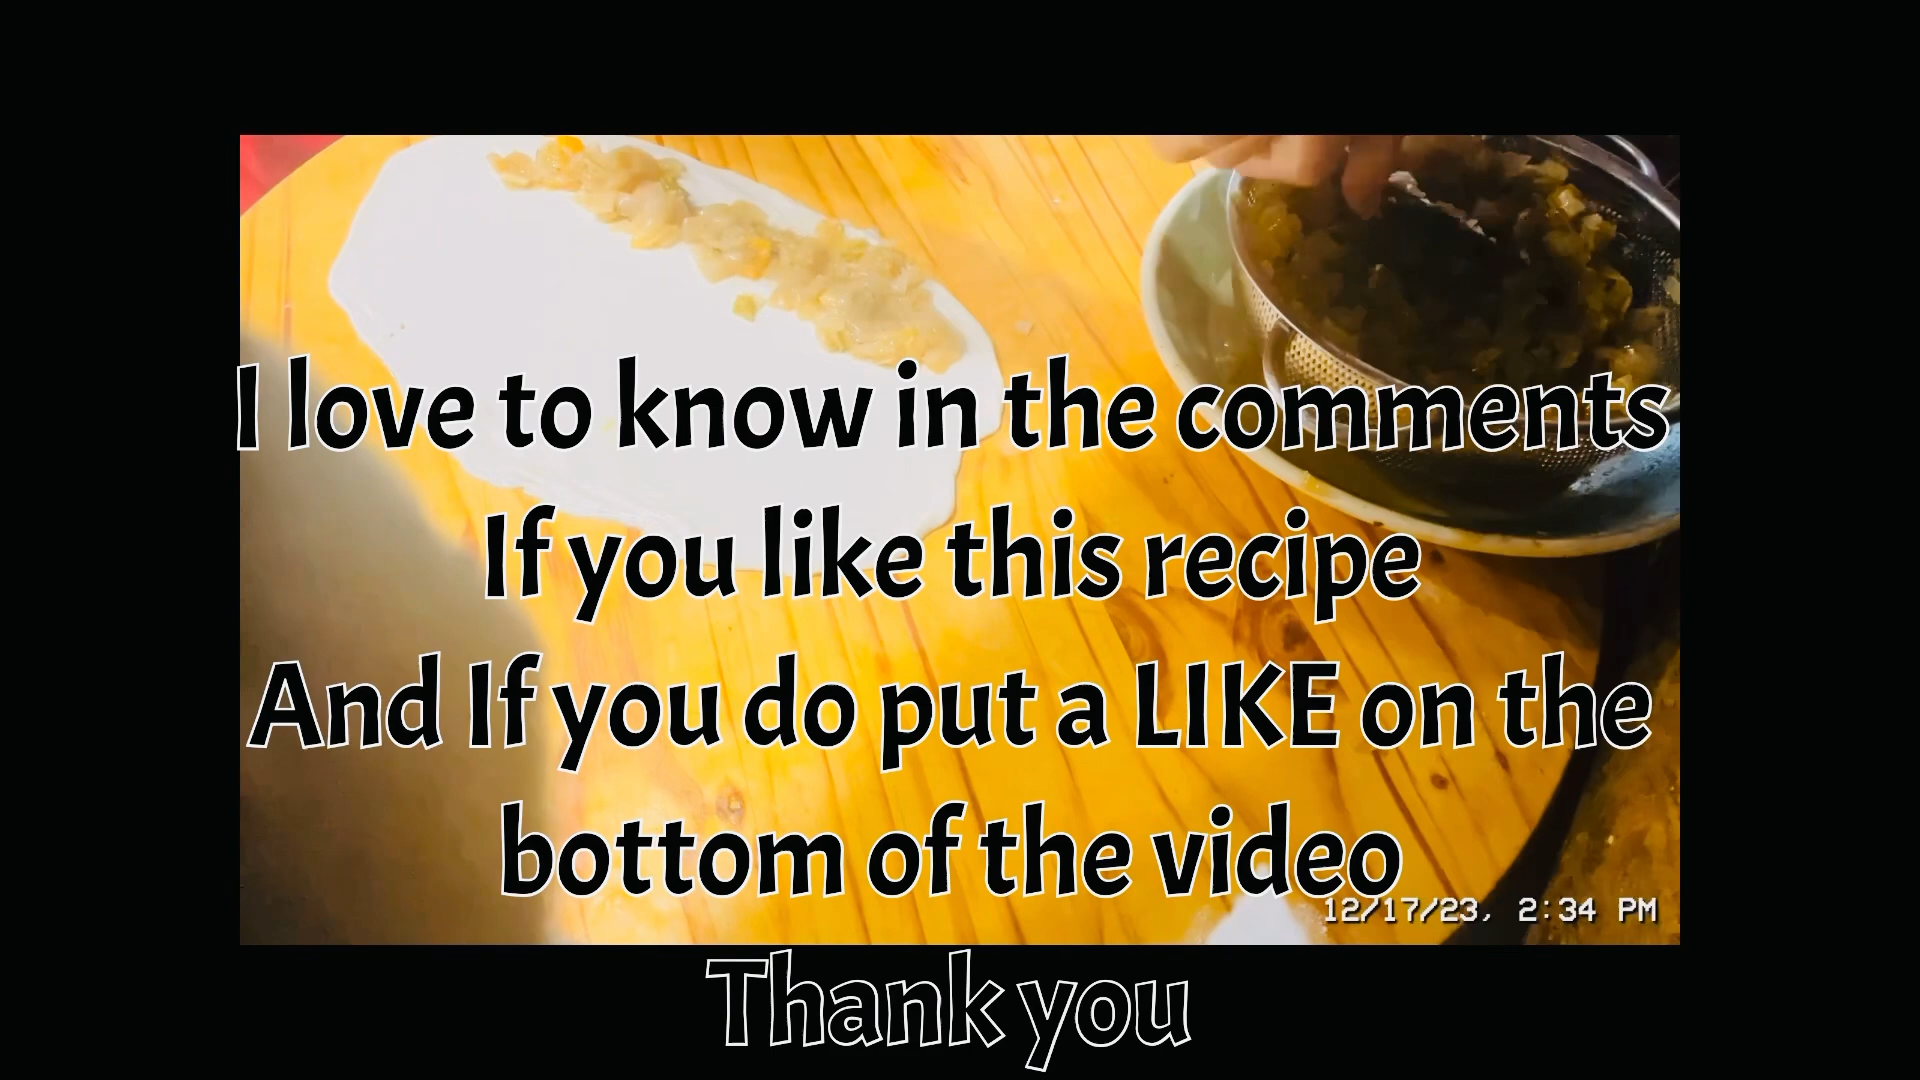 I love to know in the comments
If you like this recipe
And If you do put a LIKE on the
bottom of the video
12/17/23, 2:34 PM
Thank you